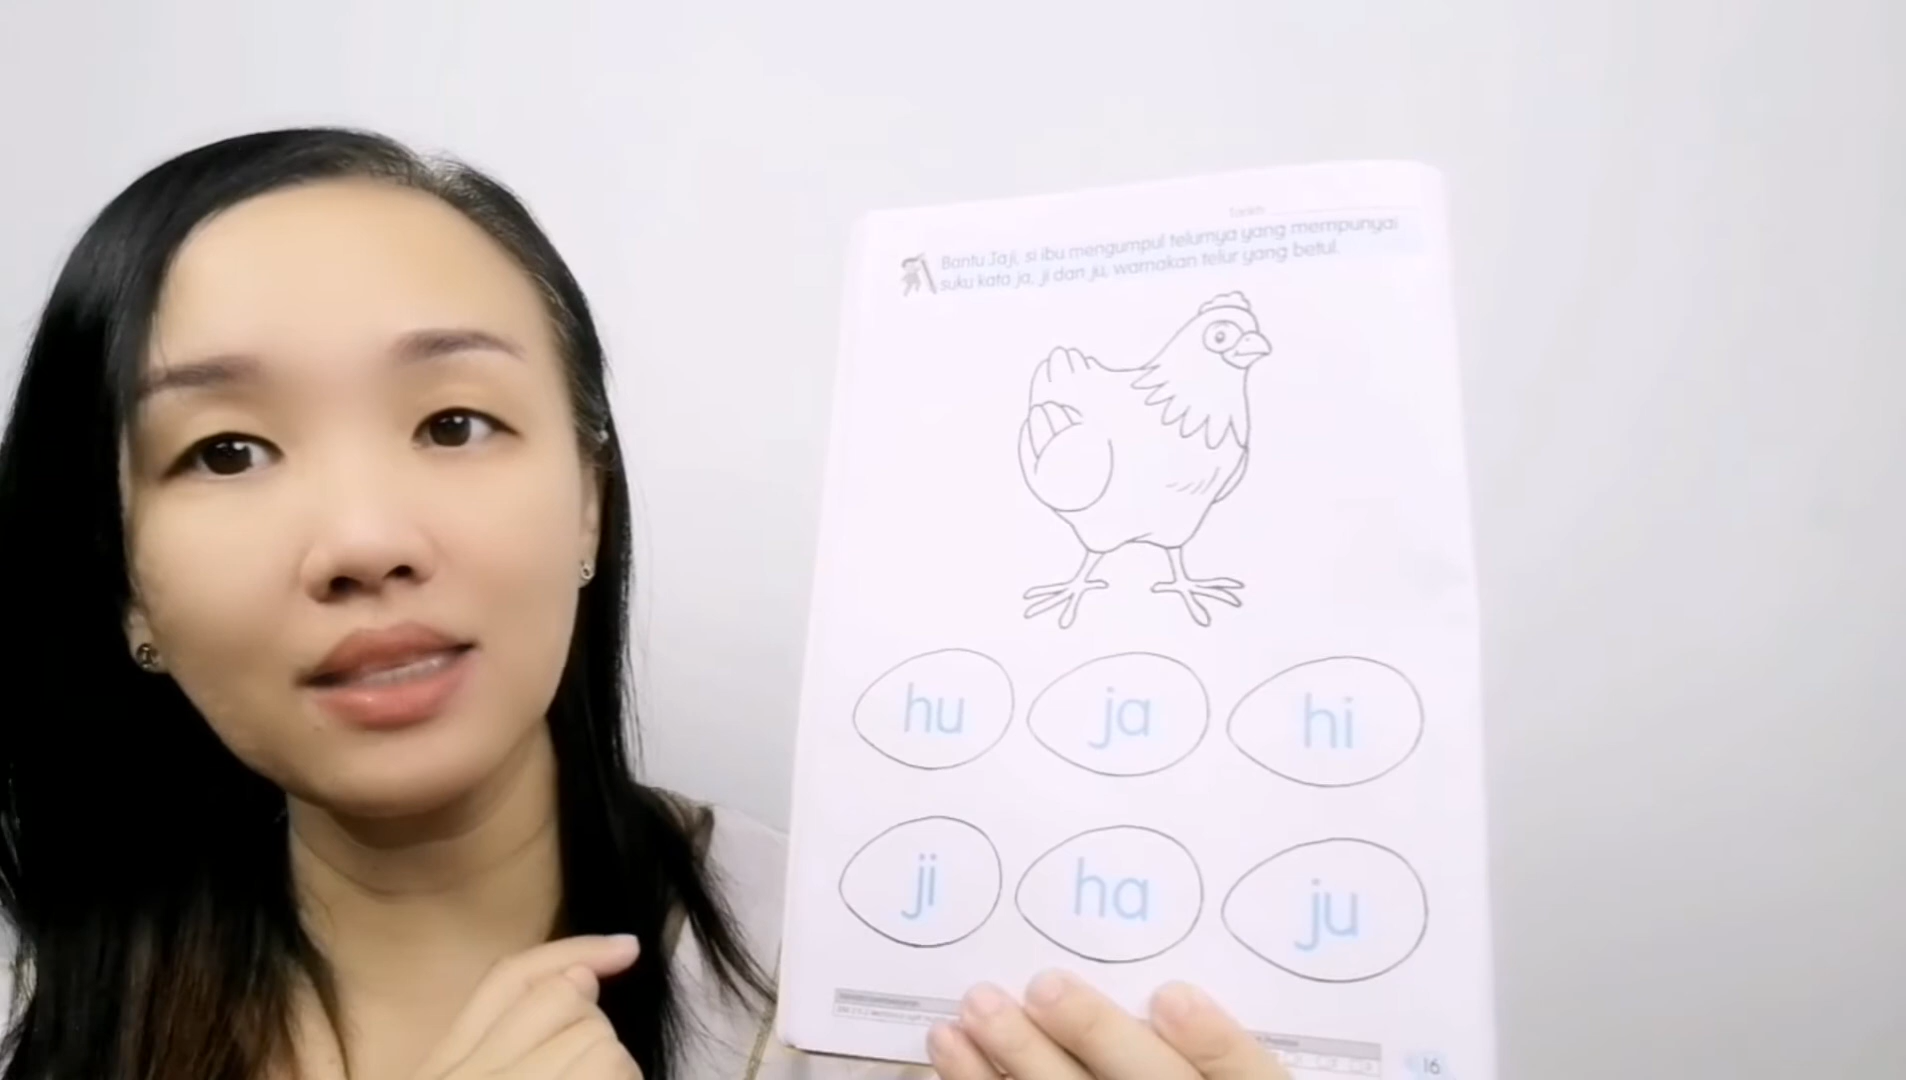 Tarikh:
Bantu Jaji, si ibu mengumpul telurnya yang mempunyai
suku kata ja, ji dan ju, warnakan telur yang betul.
hu ja hi
ji ha ju
16